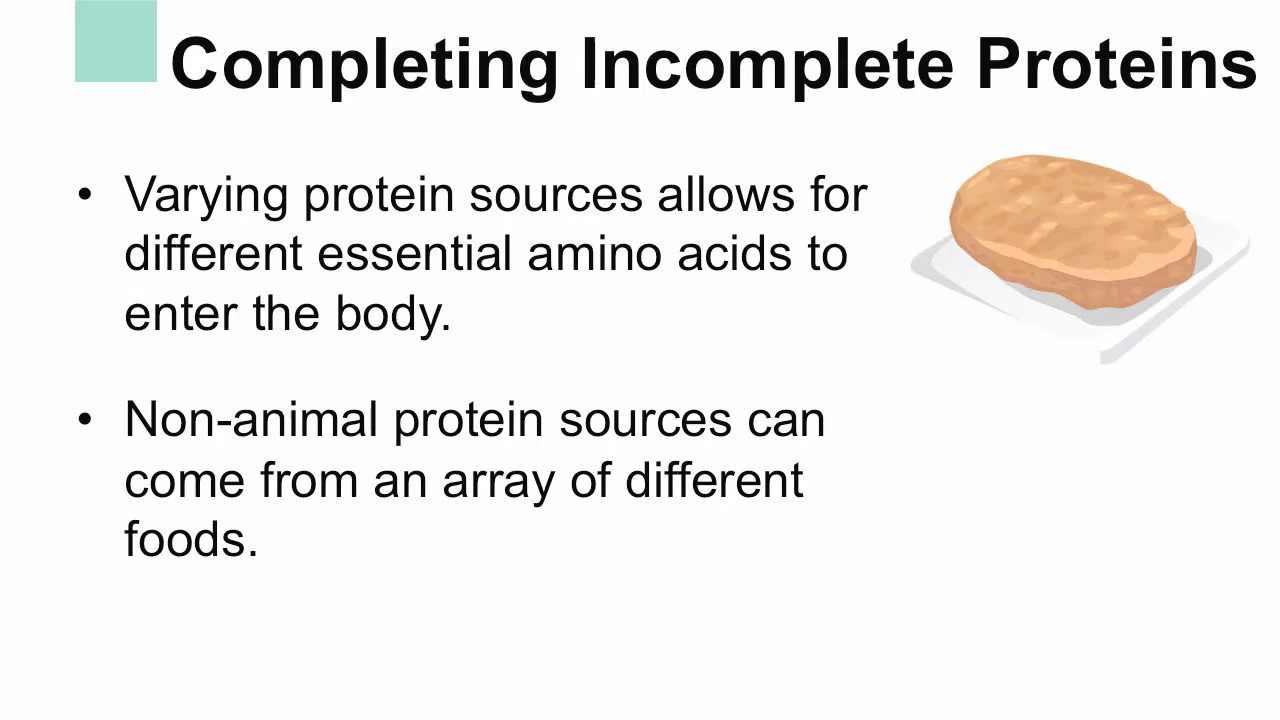 Completing Incomplete Proteins
• Varying protein sources allows for
different essential amino acids to
enter the body.
• Non-animal protein sources can
come from an array of different
foods.